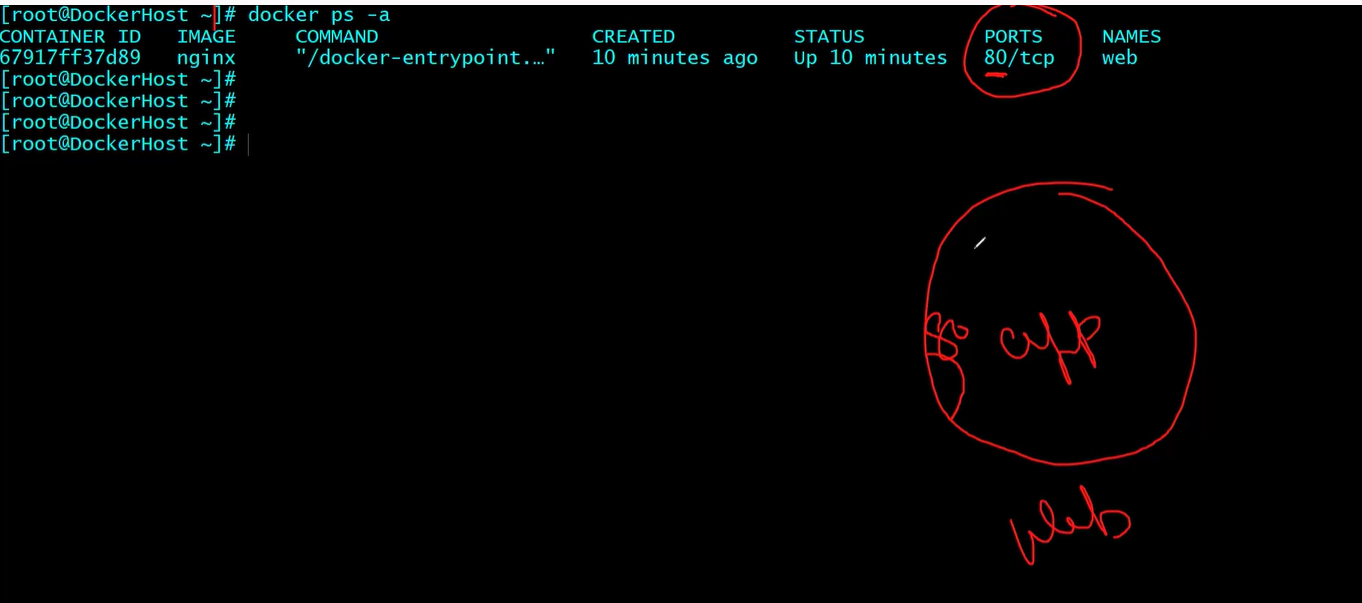 [root@DockerHost ~]# docker ps -a
CONTAINER ID IMAGE COMMAND CREATED STATUS PORTS NAMES
67917ff37d89 nginx "/docker-entrypoint.…" 10 minutes ago Up 10 minutes 80/tcp web
[root@DockerHost ~]#
[root@DockerHost ~]#
[root@DockerHost ~]#
[root@DockerHost ~]#
80 app
Web